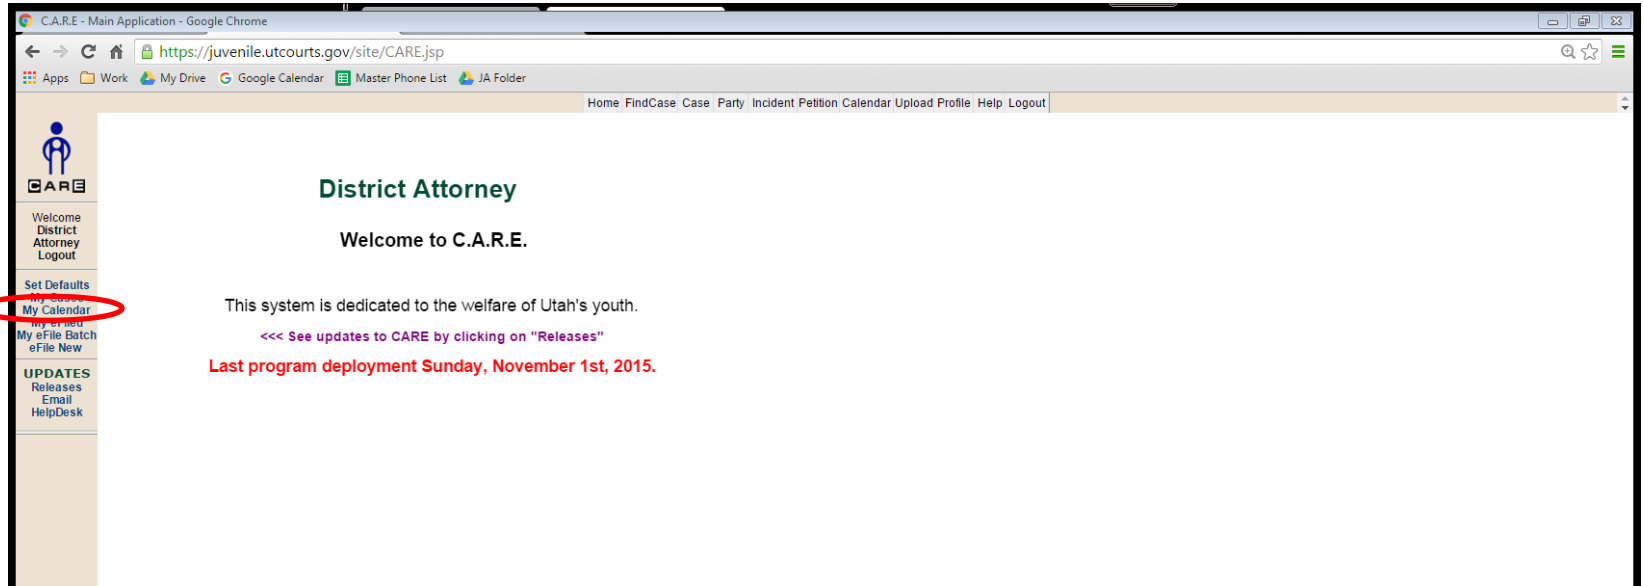 C.A.R.E - Main Application - Google Chrome
https://juvenile.utcourts.gov/site/CARE.jsp
Apps Work My Drive Google Calendar Master Phone List JA Folder
Home FindCase Case Party Incident Petition Calendar Upload Profile Help Logout
CARE
Welcome
District
Attorney
Logout
Set Defaults
My Cases
My Calendar
My eFiled
My eFile Batch
eFile New
UPDATES
Releases
Email
HelpDesk
District Attorney
Welcome to C.A.R.E.
This system is dedicated to the welfare of Utah's youth.
<<< See updates to CARE by clicking on "Releases"
Last program deployment Sunday, November 1st, 2015.